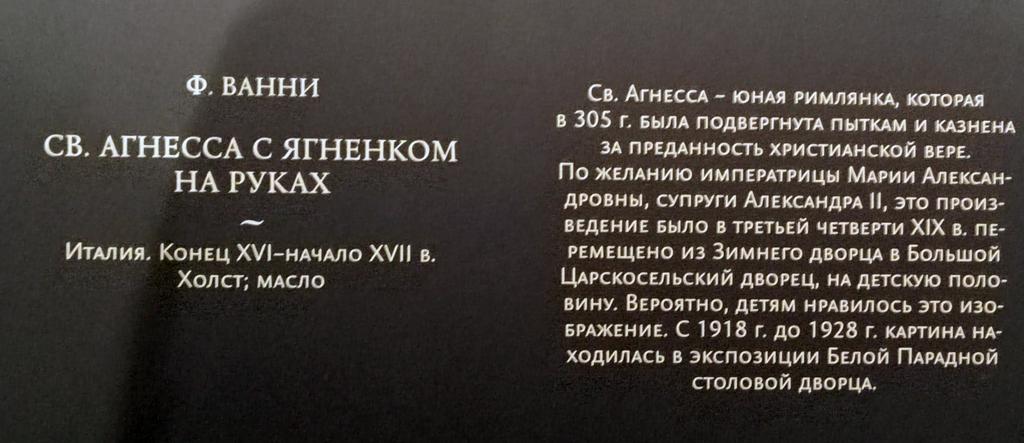 Ф. ВАННИ
СВ. АГНЕССА С ЯГНЕНКОМ
НА РУКАХ
~
ИТАЛИЯ. КОНЕЦ XVI–НАЧАЛО XVII В.
ХОЛСТ; МАСЛО
СВ. АГНЕССА – ЮНАЯ РИМЛЯНКА, КОТОРАЯ
В 305 Г. БЫЛА ПОДВЕРГНУТА ПЫТКАМ И КАЗНЕНА
ЗА ПРЕДАННОСТЬ ХРИСТИАНСКОЙ ВЕРЕ.
ПО ЖЕЛАНИЮ ИМПЕРАТРИЦЫ МАРИИ АЛЕКСАН-
ДРОВНЫ, СУПРУГИ АЛЕКСАНДРА II, ЭТО ПРОИЗ-
ВЕДЕНИЕ БЫЛО В ТРЕТЬЕЙ ЧЕТВЕРТИ XIX В. ПЕ-
РЕМЕЩЕНО ИЗ ЗИМНЕГО ДВОРЦА В БОЛЬШОЙ
ЦАРСКОСЕЛЬСКИЙ ДВОРЕЦ, НА ДЕТСКУЮ ПОЛО-
ВИНУ. ВЕРОЯТНО, ДЕТЯМ НРАВИЛОСЬ ЭТО ИЗО-
БРАЖЕНИЕ. С 1918 Г. ДО 1928 Г. КАРТИНА НА-
ХОДИЛАСЬ В ЭКСПОЗИЦИИ БЕЛОЙ ПАРАДНОЙ
СТОЛОВОЙ ДВОРЦА.